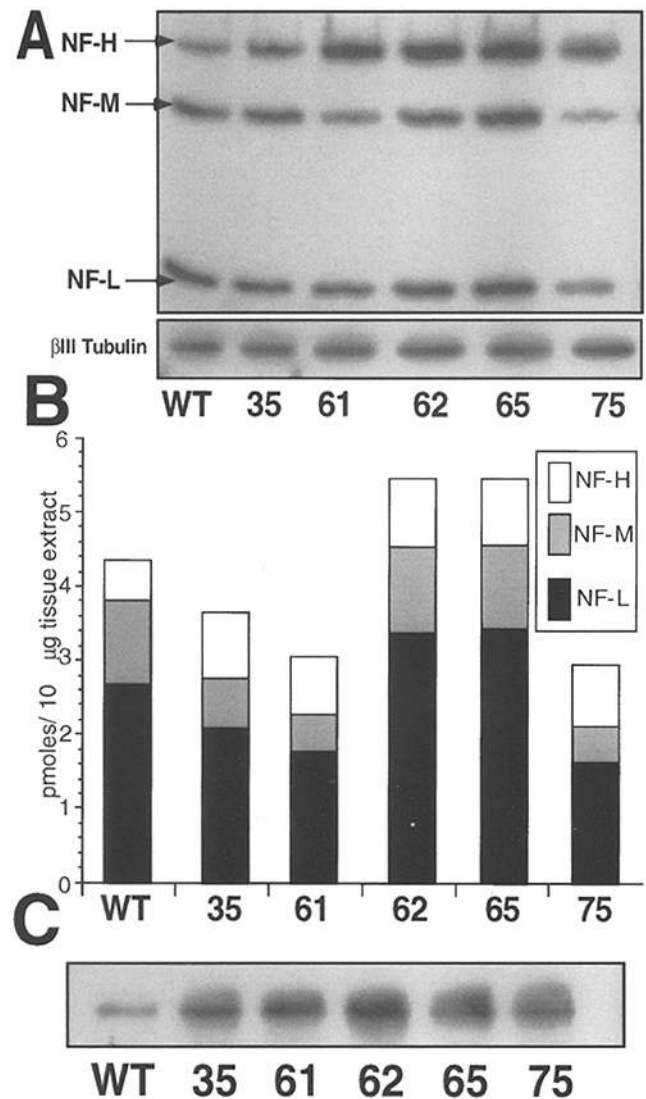 A
NF-H
NF-M
NF-L
βIII Tubulin
WT 35 61 62 65 75
B
pmoles/ 10 µg tissue extract
6
5
4
3
2
1
0
NF-H
NF-M
NF-L
WT 35 61 62 65 75
C
WT 35 61 62 65 75